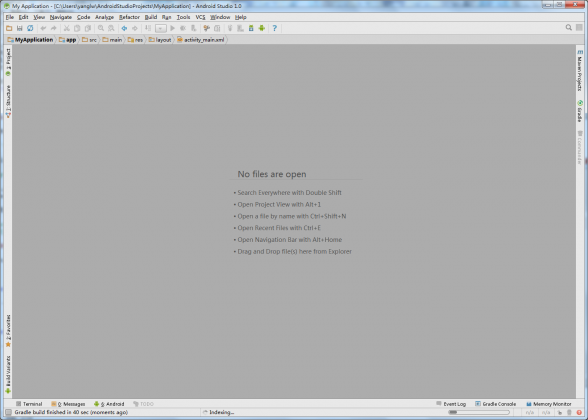 My Application - [C:\Users\yanglw\AndroidStudioProjects\MyApplication] - Android Studio 1.0
File Edit View Navigate Code Analyze Refactor Build Run Tools VCS Window Help
MyApplication app src main res layout activity_main.xml
1: Project
7: Structure
2: Favorites
Build Variants
Maven Projects
Gradle
Commander
No files are open
• Search Everywhere with Double Shift
• Open Project View with Alt+1
• Open a file by name with Ctrl+Shift+N
• Open Recent Files with Ctrl+E
• Open Navigation Bar with Alt+Home
• Drag and Drop file(s) here from Explorer
Terminal 0: Messages 6: Android TODO Event Log Gradle Console Memory Monitor
Gradle build finished in 40 sec (moments ago) Indexing... n/a n/a